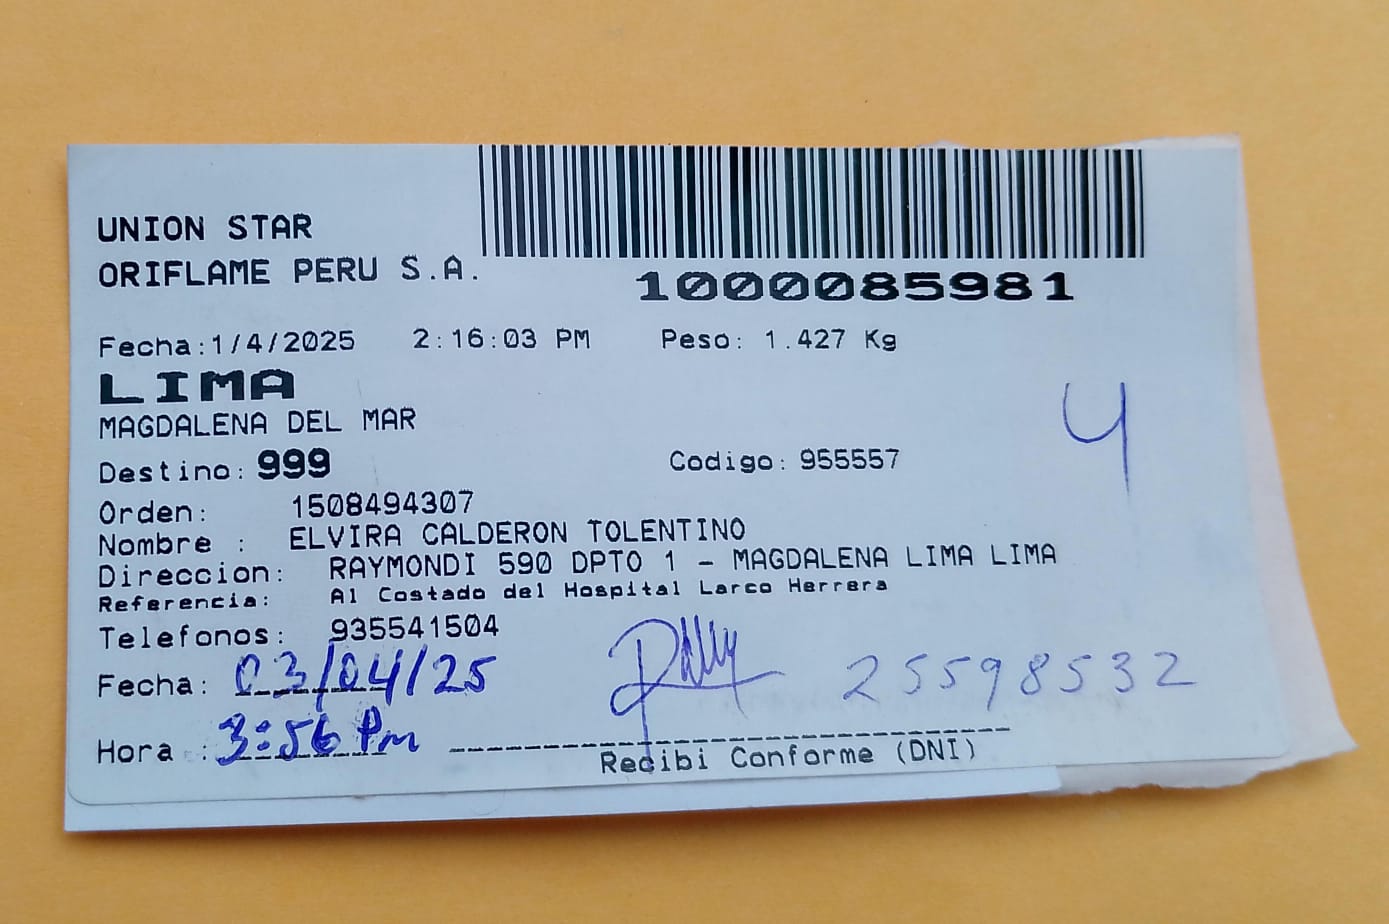 UNION STAR
ORIFLAME PERU S.A.
1000085981
Fecha:1/4/2025 2:16:03 PM Peso: 1.427 Kg
LIMA
MAGDALENA DEL MAR
4
Destino: 999 Codigo: 955557
Orden: 1508494307
Nombre : ELVIRA CALDERON TOLENTINO
Direccion: RAYMONDI 590 DPTO 1 - MAGDALENA LIMA LIMA
Referencia: Al Costado del Hospital Larco Herrera
Telefonos: 935541504
Fecha: 03/04/25 25598532
Hora : 3:56 Pm
Recibi Conforme (DNI)